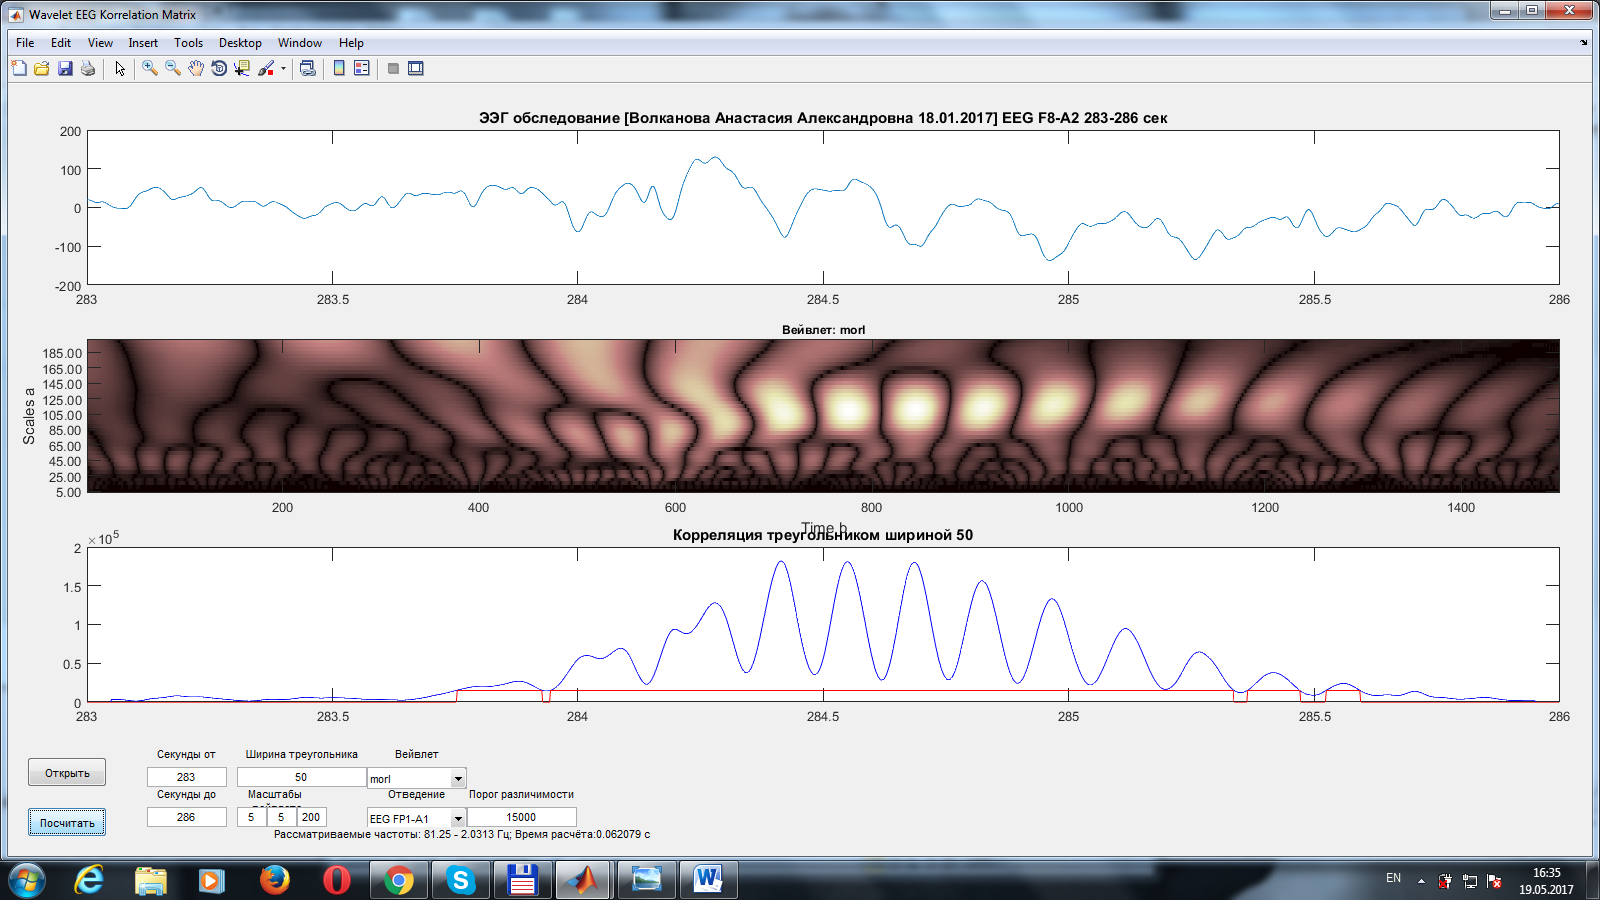 Wavelet EEG Korrelation Matrix
File Edit View Insert Tools Desktop Window Help
ЭЭГ обследование [Волканова Анастасия Александровна 18.01.2017] EEG F8-A2 283-286 сек
200
100
0
-100
-200
283 283.5 284 284.5 285 285.5 286
Вейвлет: morl
Scales a
185.00
165.00
145.00
125.00
105.00
85.00
65.00
45.00
25.00
5.00
200 400 600 800 1000 1200 1400
Time b
Корреляция треугольником шириной 50
×10^5
2
1.5
1
0.5
0
283 283.5 284 284.5 285 285.5 286
Секунды от Ширина треугольника Вейвлет
Открыть 283 50 morl
Секунды до Масштабы Отведение Порог различимости
Посчитать 286 5 5 200 EEG FP1-A1 15000
Рассматриваемые частоты: 81.25 - 2.0313 Гц; Время расчёта:0.062079 с
EN 16:35
19.05.2017